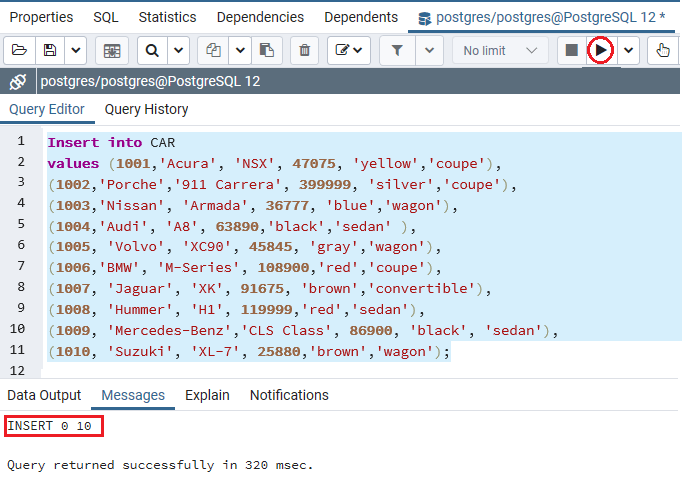 Properties SQL Statistics Dependencies Dependents postgres/postgres@PostgreSQL 12 *
No limit
postgres/postgres@PostgreSQL 12
Query Editor Query History
1 Insert into CAR
2 values (1001,'Acura', 'NSX', 47075, 'yellow','coupe'),
3 (1002,'Porche','911 Carrera', 399999, 'silver','coupe'),
4 (1003,'Nissan', 'Armada', 36777, 'blue','wagon'),
5 (1004,'Audi', 'A8', 63890,'black','sedan' ),
6 (1005, 'Volvo', 'XC90', 45845, 'gray','wagon'),
7 (1006,'BMW', 'M-Series', 108900,'red','coupe'),
8 (1007, 'Jaguar', 'XK', 91675, 'brown','convertible'),
9 (1008, 'Hummer', 'H1', 119999,'red','sedan'),
10 (1009, 'Mercedes-Benz','CLS Class', 86900, 'black', 'sedan'),
11 (1010, 'Suzuki', 'XL-7', 25880,'brown','wagon');
12
Data Output Messages Explain Notifications
INSERT 0 10
Query returned successfully in 320 msec.